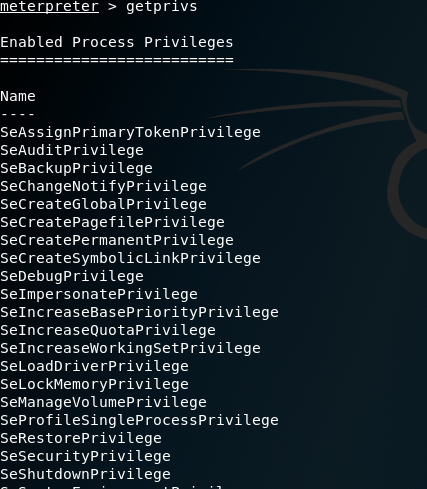 meterpreter > getprivs
Enabled Process Privileges
==========================
Name
----
SeAssignPrimaryTokenPrivilege
SeAuditPrivilege
SeBackupPrivilege
SeChangeNotifyPrivilege
SeCreateGlobalPrivilege
SeCreatePagefilePrivilege
SeCreatePermanentPrivilege
SeCreateSymbolicLinkPrivilege
SeDebugPrivilege
SeImpersonatePrivilege
SeIncreaseBasePriorityPrivilege
SeIncreaseQuotaPrivilege
SeIncreaseWorkingSetPrivilege
SeLoadDriverPrivilege
SeLockMemoryPrivilege
SeManageVolumePrivilege
SeProfileSingleProcessPrivilege
SeRestorePrivilege
SeSecurityPrivilege
SeShutdownPrivilege